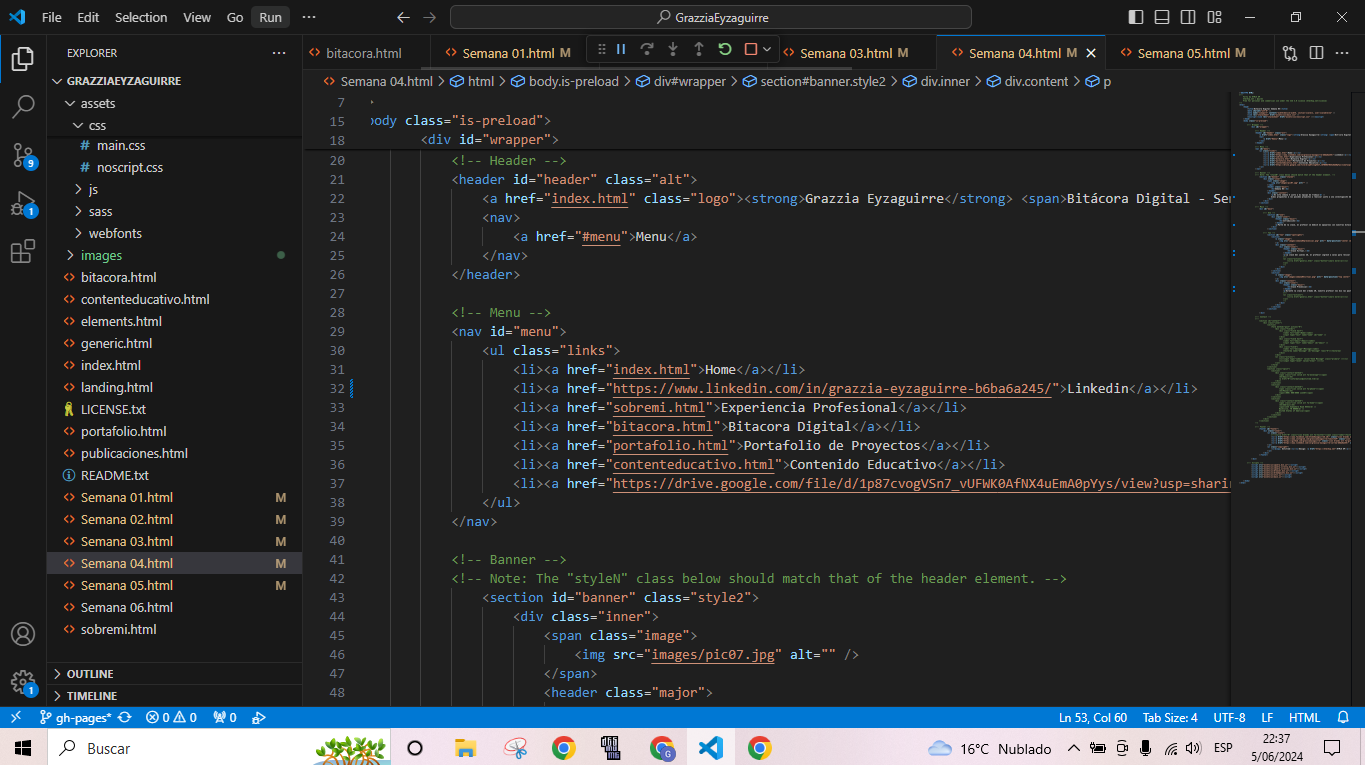 File Edit Selection View Go Run ··· GrazziaEyzaguirre
EXPLORER ···
bitacora.html Semana 01.html M Semana 03.html M Semana 04.html M Semana 05.html M
Semana 04.html > html > body.is-preload > div#wrapper > section#banner.style2 > div.inner > div.content > p
GRAZZIAEYZAGUIRRE
assets
css
# main.css
# noscript.css
js
sass
webfonts
images
bitacora.html
contenteducativo.html
elements.html
generic.html
index.html
landing.html
LICENSE.txt
portafolio.html
publicaciones.html
README.txt
Semana 01.html M
Semana 02.html M
Semana 03.html M
Semana 04.html M
Semana 05.html M
Semana 06.html
sobremi.html
OUTLINE
TIMELINE
9
1
1
7
15 body class="is-preload">
18 <div id="wrapper">
20 <!-- Header -->
21 <header id="header" class="alt">
22 <a href="index.html" class="logo"><strong>Grazzia Eyzaguirre</strong> <span>Bitácora Digital - Se
23 <nav>
24 <a href="#menu">Menu</a>
25 </nav>
26 </header>
27
28 <!-- Menu -->
29 <nav id="menu">
30 <ul class="links">
31 <li><a href="index.html">Home</a></li>
32 <li><a href="https://www.linkedin.com/in/grazzia-eyzaguirre-b6ba6a245/">Linkedin</a></li>
33 <li><a href="sobremi.html">Experiencia Profesional</a></li>
34 <li><a href="bitacora.html">Bitacora Digital</a></li>
35 <li><a href="portafolio.html">Portafolio de Proyectos</a></li>
36 <li><a href="contenteducativo.html">Contenido Educativo</a></li>
37 <li><a href="https://drive.google.com/file/d/1p87cvogVSn7_vUFWK0AfNX4uEmA0pYys/view?usp=sharin
38 </ul>
39 </nav>
40
41 <!-- Banner -->
42 <!-- Note: The "styleN" class below should match that of the header element. -->
43 <section id="banner" class="style2">
44 <div class="inner">
45 <span class="image">
46 <img src="images/pic07.jpg" alt="" />
47 </span>
48 <header class="major">
gh-pages* 0 0 0 Ln 53, Col 60 Tab Size: 4 UTF-8 LF HTML
Buscar 16°C Nublado ESP 22:37
5/06/2024